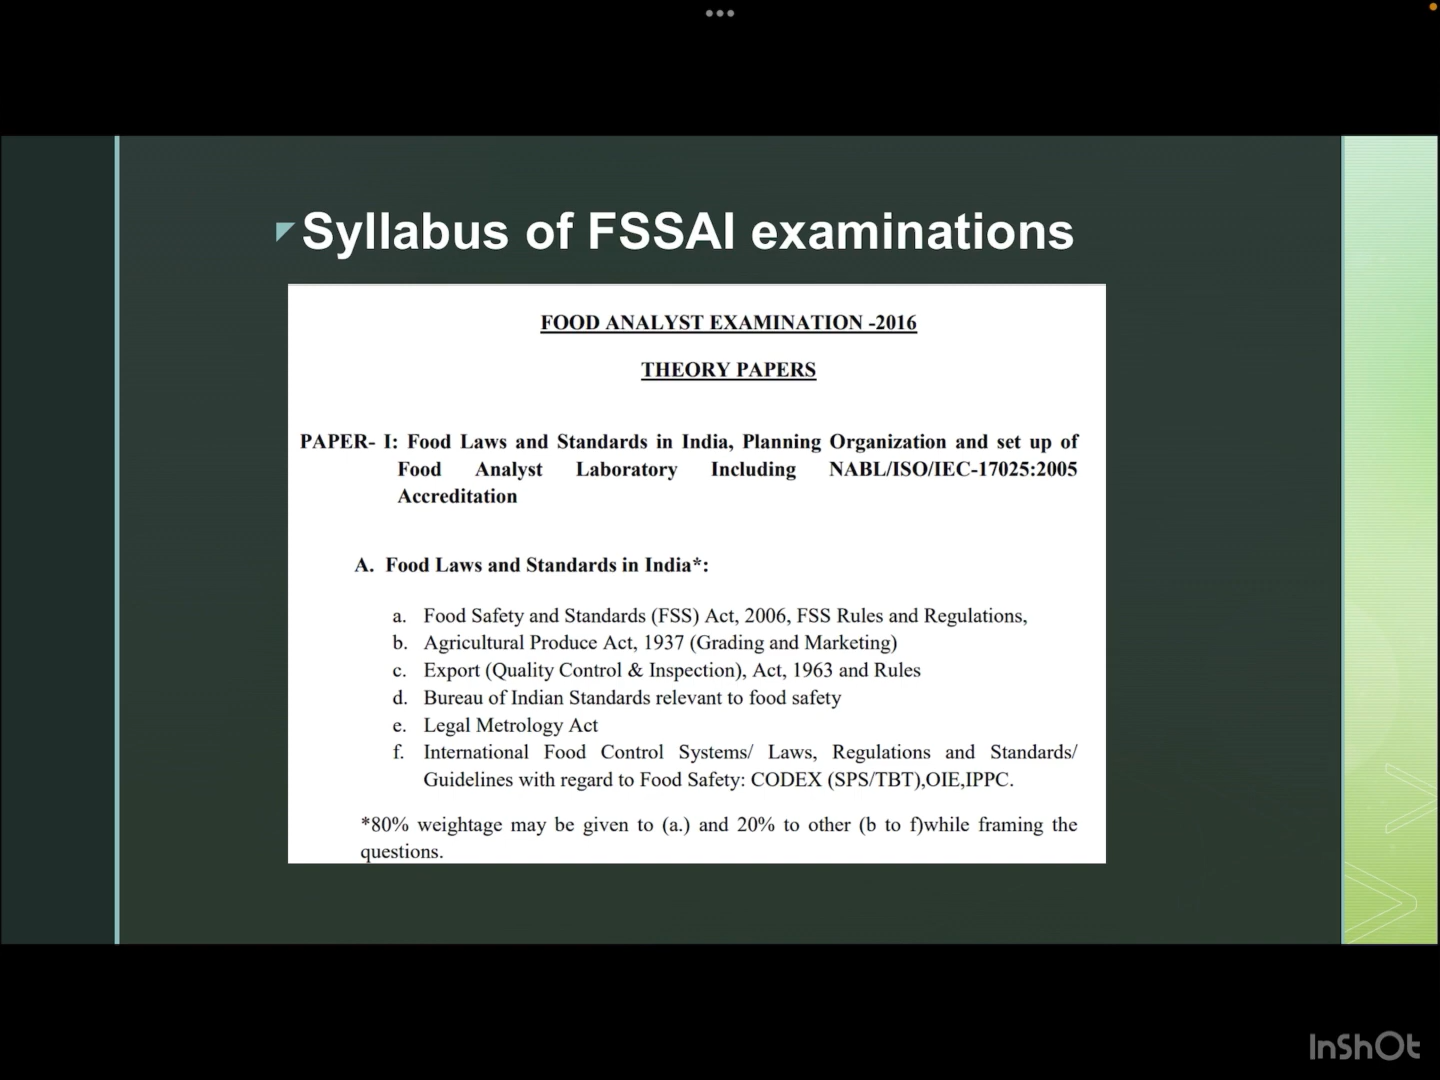 Syllabus of FSSAI examinations
FOOD ANALYST EXAMINATION -2016
THEORY PAPERS
PAPER- I: Food Laws and Standards in India, Planning Organization and set up of
Food Analyst Laboratory Including NABL/ISO/IEC-17025:2005
Accreditation
A. Food Laws and Standards in India*:
a. Food Safety and Standards (FSS) Act, 2006, FSS Rules and Regulations,
b. Agricultural Produce Act, 1937 (Grading and Marketing)
c. Export (Quality Control & Inspection), Act, 1963 and Rules
d. Bureau of Indian Standards relevant to food safety
e. Legal Metrology Act
f. International Food Control Systems/ Laws, Regulations and Standards/
Guidelines with regard to Food Safety: CODEX (SPS/TBT),OIE,IPPC.
*80% weightage may be given to (a.) and 20% to other (b to f)while framing the
questions.
InShOt